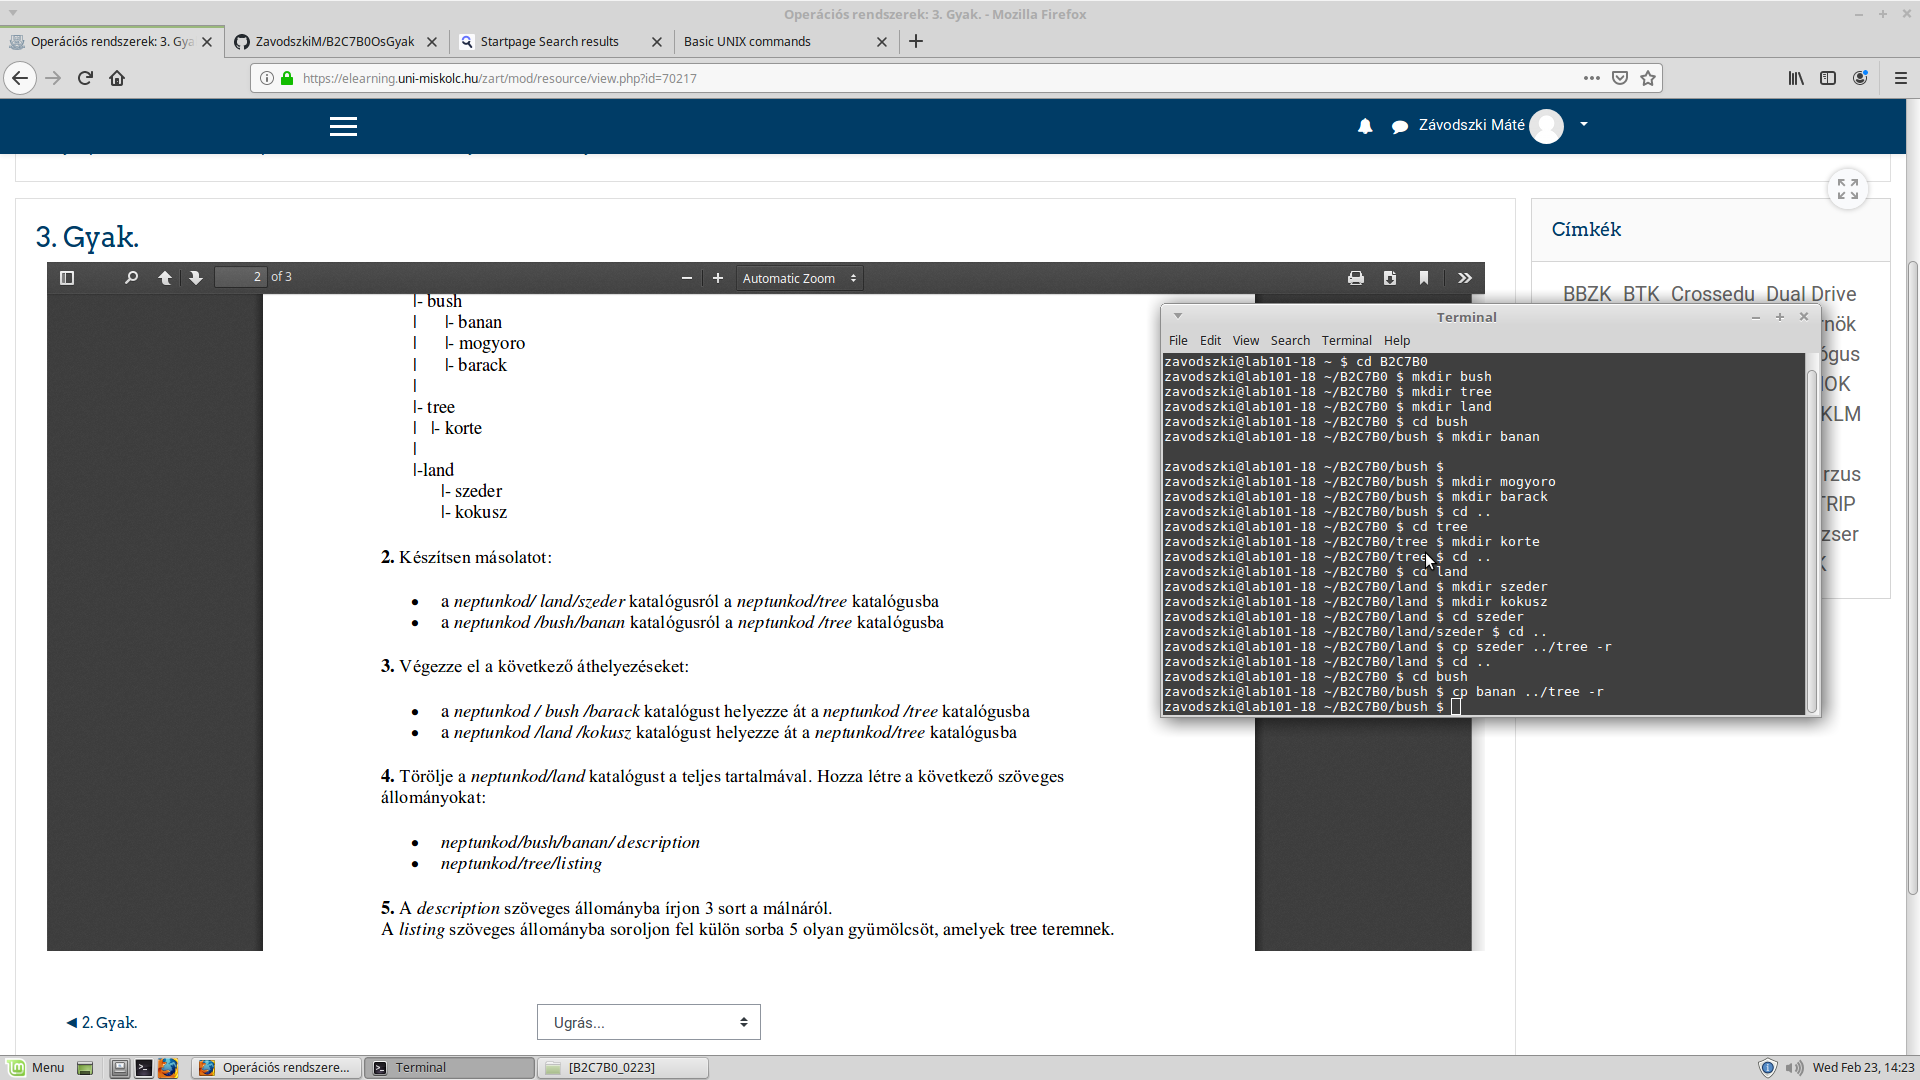 Operációs rendszerek: 3. Gyak. - Mozilla Firefox
Operációs rendszerek: 3. Gya
ZavodszkiM/B2C7B0OsGyak
Startpage Search results
Basic UNIX commands
https://elearning.uni-miskolc.hu/zart/mod/resource/view.php?id=70217
Závodszki Máté
3. Gyak.
2 of 3
Automatic Zoom
|- bush
| |- banan
| |- mogyoro
| |- barack
|
|- tree
| |- korte
|
|-land
|- szeder
|- kokusz
2. Készítsen másolatot:
• a neptunkod/ land/szeder katalógusról a neptunkod/tree katalógusba
• a neptunkod /bush/banan katalógusról a neptunkod /tree katalógusba
3. Végezze el a következő áthelyezéseket:
• a neptunkod / bush /barack katalógust helyezze át a neptunkod /tree katalógusba
• a neptunkod /land /kokusz katalógust helyezze át a neptunkod/tree katalógusba
4. Törölje a neptunkod/land katalógust a teljes tartalmával. Hozza létre a következő szöveges
állományokat:
• neptunkod/bush/banan/ description
• neptunkod/tree/listing
5. A description szöveges állományba írjon 3 sort a málnáról.
A listing szöveges állományba soroljon fel külön sorba 5 olyan gyümölcsöt, amelyek tree teremnek.
Címkék
BBZK BTK Crossedu Dual Drive
nök
ógus
OK
KLM
rzus
TRIP
zser
K
Terminal
File Edit View Search Terminal Help
zavodszki@lab101-18 ~ $ cd B2C7B0
zavodszki@lab101-18 ~/B2C7B0 $ mkdir bush
zavodszki@lab101-18 ~/B2C7B0 $ mkdir tree
zavodszki@lab101-18 ~/B2C7B0 $ mkdir land
zavodszki@lab101-18 ~/B2C7B0 $ cd bush
zavodszki@lab101-18 ~/B2C7B0/bush $ mkdir banan
zavodszki@lab101-18 ~/B2C7B0/bush $
zavodszki@lab101-18 ~/B2C7B0/bush $ mkdir mogyoro
zavodszki@lab101-18 ~/B2C7B0/bush $ mkdir barack
zavodszki@lab101-18 ~/B2C7B0/bush $ cd ..
zavodszki@lab101-18 ~/B2C7B0 $ cd tree
zavodszki@lab101-18 ~/B2C7B0/tree $ mkdir korte
zavodszki@lab101-18 ~/B2C7B0/tree $ cd ..
zavodszki@lab101-18 ~/B2C7B0 $ cd land
zavodszki@lab101-18 ~/B2C7B0/land $ mkdir szeder
zavodszki@lab101-18 ~/B2C7B0/land $ mkdir kokusz
zavodszki@lab101-18 ~/B2C7B0/land $ cd szeder
zavodszki@lab101-18 ~/B2C7B0/land/szeder $ cd ..
zavodszki@lab101-18 ~/B2C7B0/land $ cp szeder ../tree -r
zavodszki@lab101-18 ~/B2C7B0/land $ cd ..
zavodszki@lab101-18 ~/B2C7B0 $ cd bush
zavodszki@lab101-18 ~/B2C7B0/bush $ cp banan ../tree -r
zavodszki@lab101-18 ~/B2C7B0/bush $
◀ 2. Gyak.
Ugrás...
Menu
Operációs rendszere...
Terminal
[B2C7B0_0223]
Wed Feb 23, 14:23